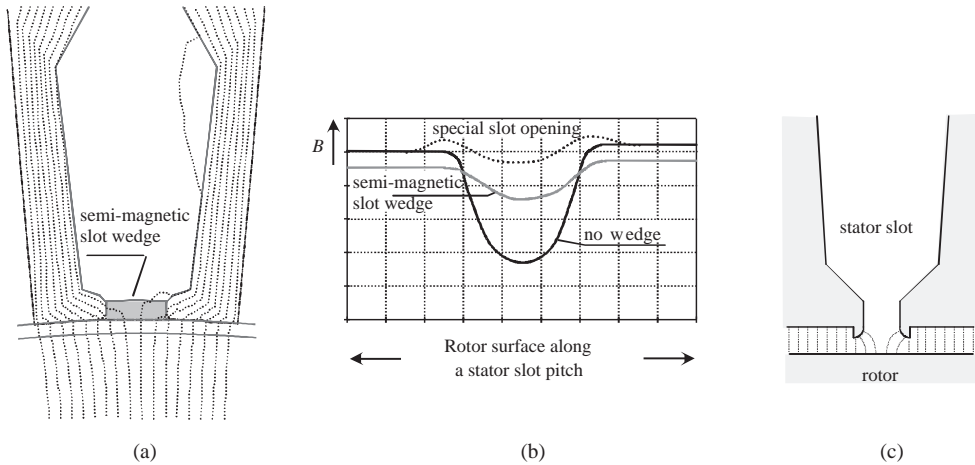 semi-magnetic
slot wedge
(a)
B
special slot opening
semi-magnetic
slot wedge
no wedge
Rotor surface along
a stator slot pitch
(b)
stator slot
rotor
(c)